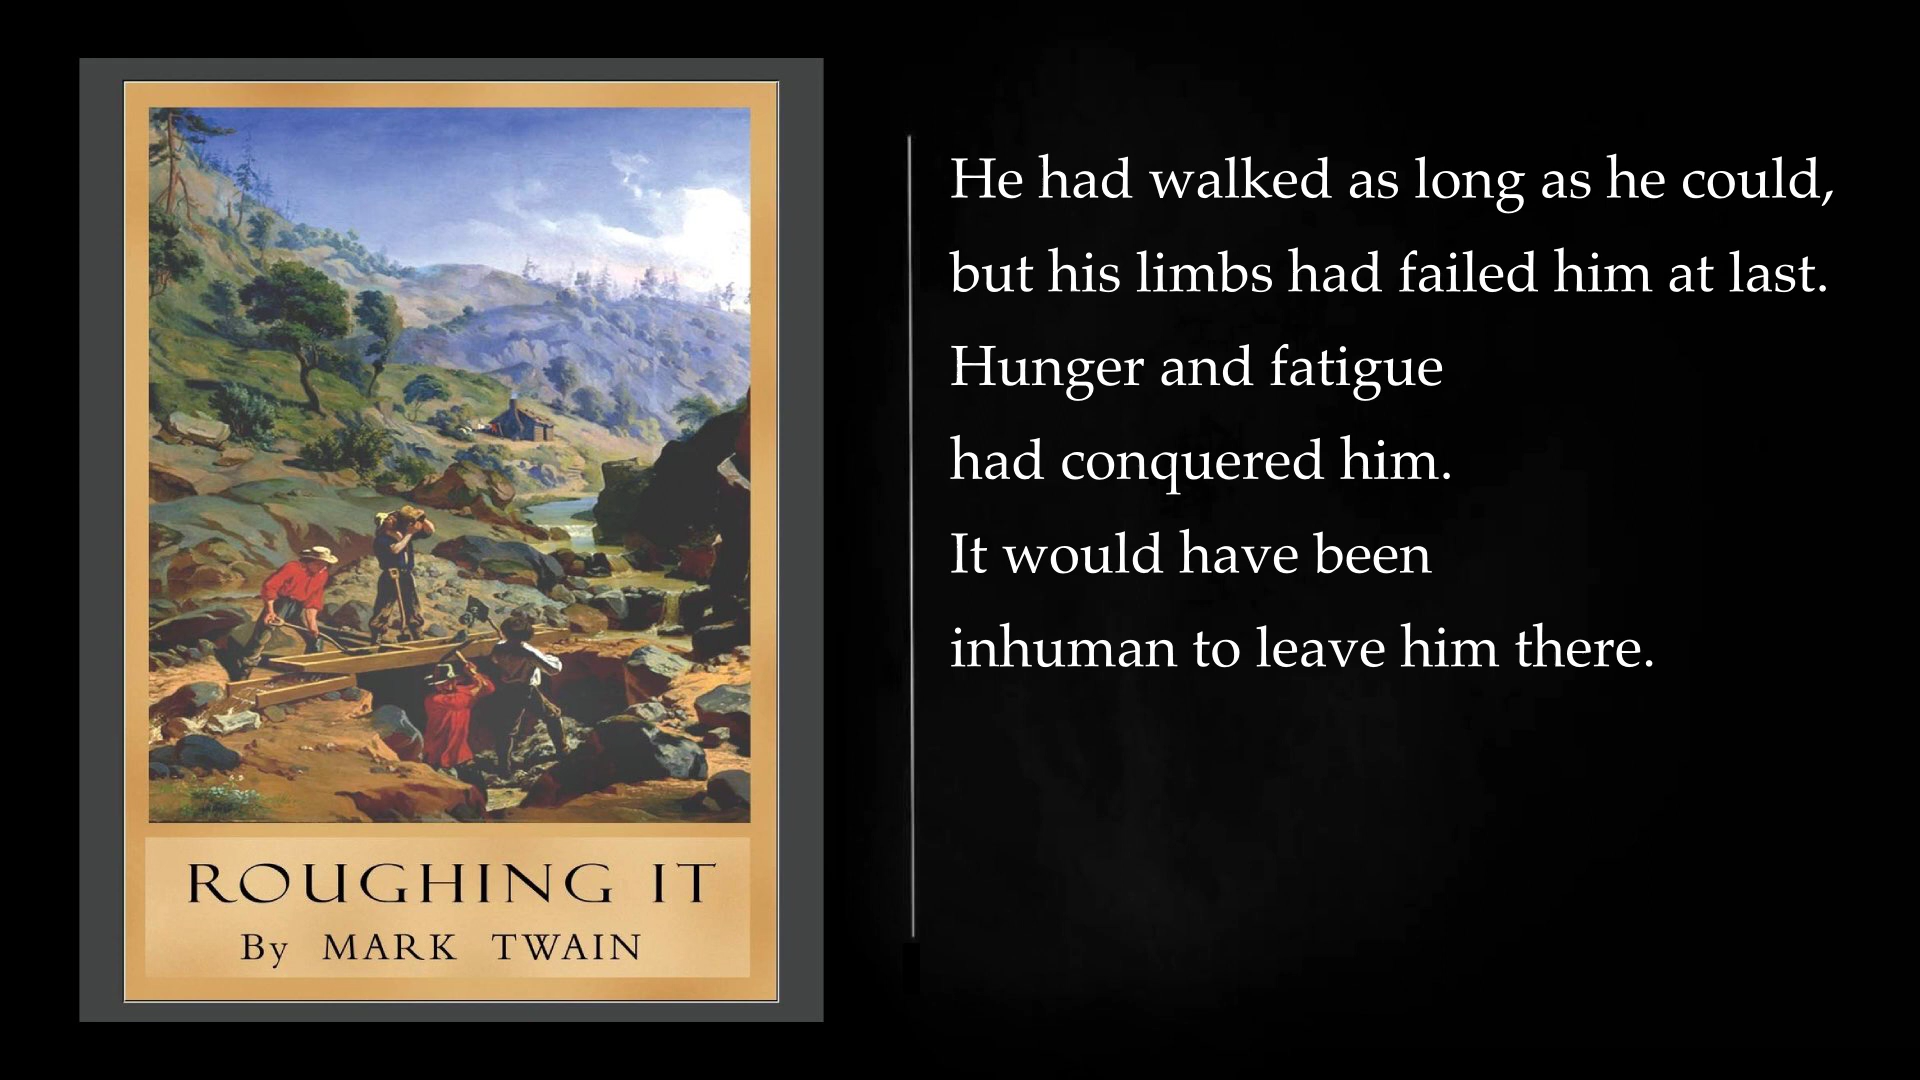 ROUGHING IT
By MARK TWAIN
He had walked as long as he could,
but his limbs had failed him at last.
Hunger and fatigue
had conquered him.
It would have been
inhuman to leave him there.